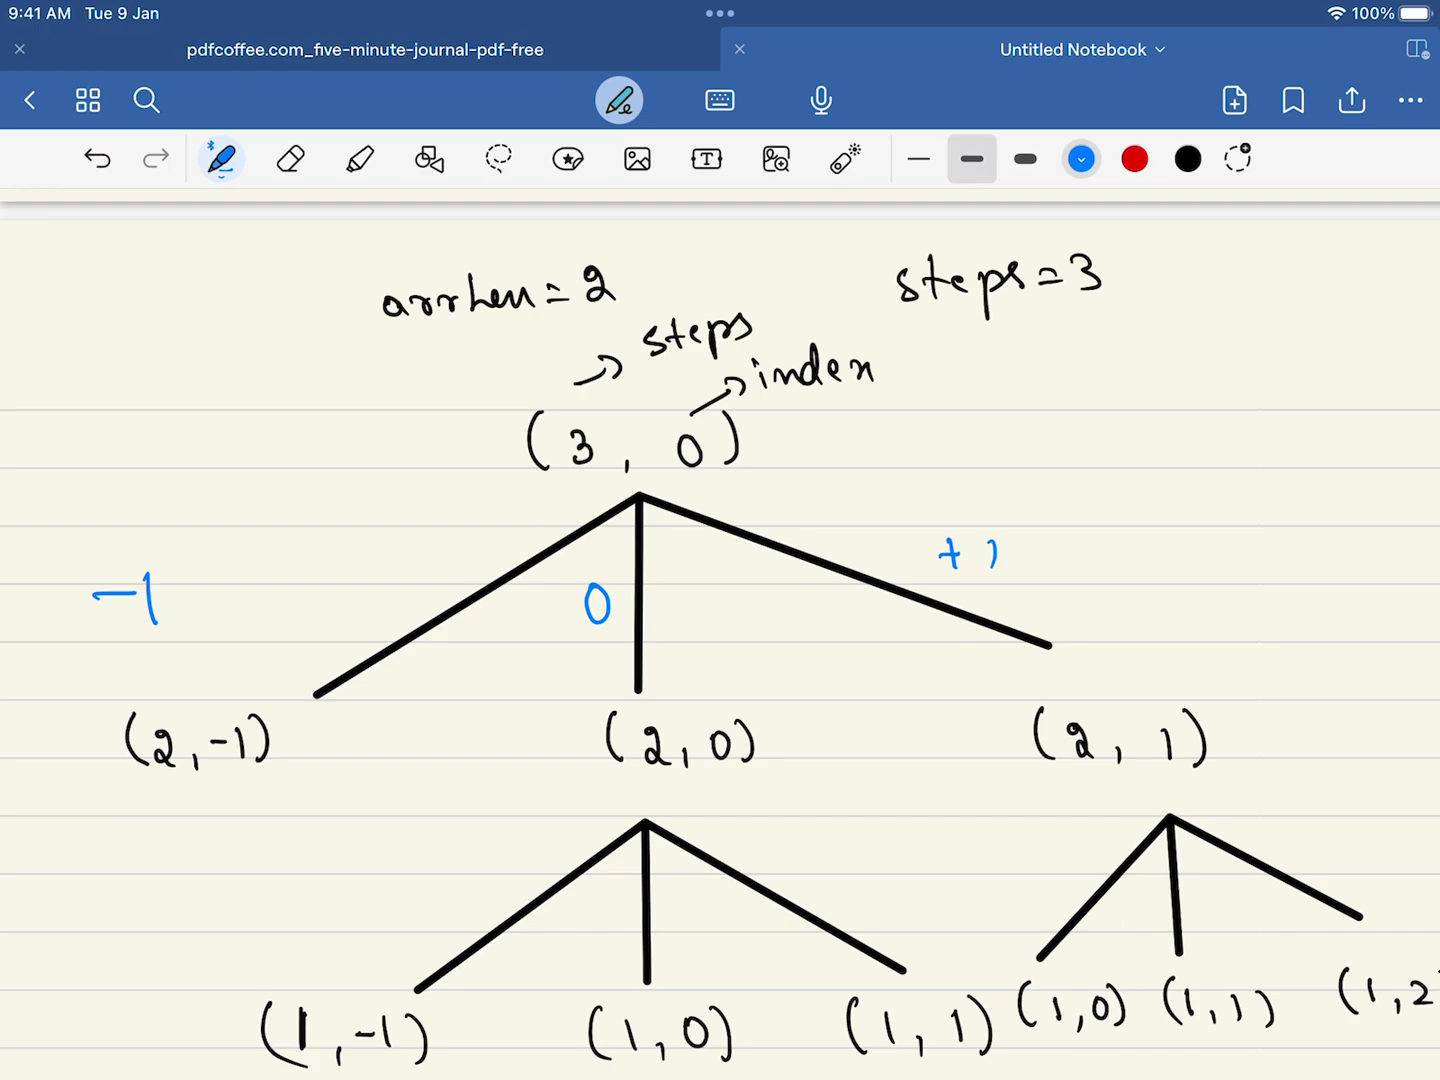 9:41 AM Tue 9 Jan 100%
pdfcoffee.com_five-minute-journal-pdf-free Untitled Notebook
arrLen = 2 steps = 3
steps
index
(3, 0)
-1 0 +1
(2, -1) (2, 0) (2, 1)
(1, -1) (1, 0) (1, 1) (1, 0) (1, 1) (1, 2